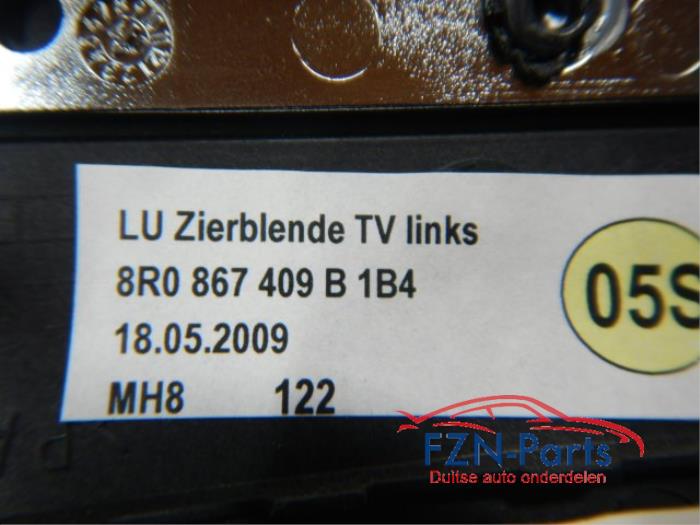 LU Zierblende TV links
8R0 867 409 B 1B4
05S
18.05.2009
MH8 122
FZN-Parts
Duitse auto onderdelen